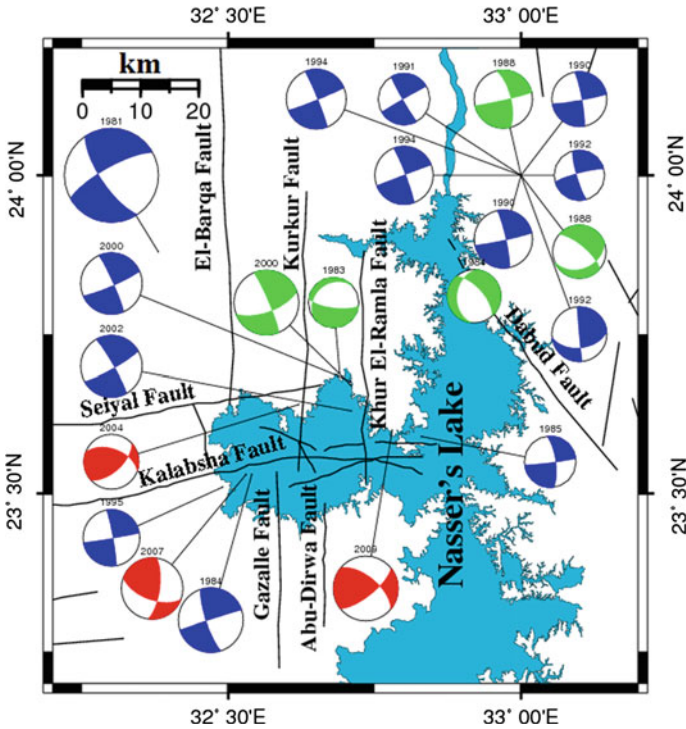 32˚ 30'E
33˚ 00'E
km
0 10 20
1994
1991
1988
1990
1981
El-Barqa Fault
Kurkur Fault
1994
1992
24˚ 00'N
24˚ 00'N
1990
1988
2000
2000
1983
Khur El-Ramla Fault
1984
1992
Dabud Fault
2002
Seiyal Fault
2004
Kalabsha Fault
Nasser's Lake
1985
23˚ 30'N
23˚ 30'N
1995
2007
1984
Gazalle Fault
Abu-Dirwa Fault
2009
32˚ 30'E
33˚ 00'E